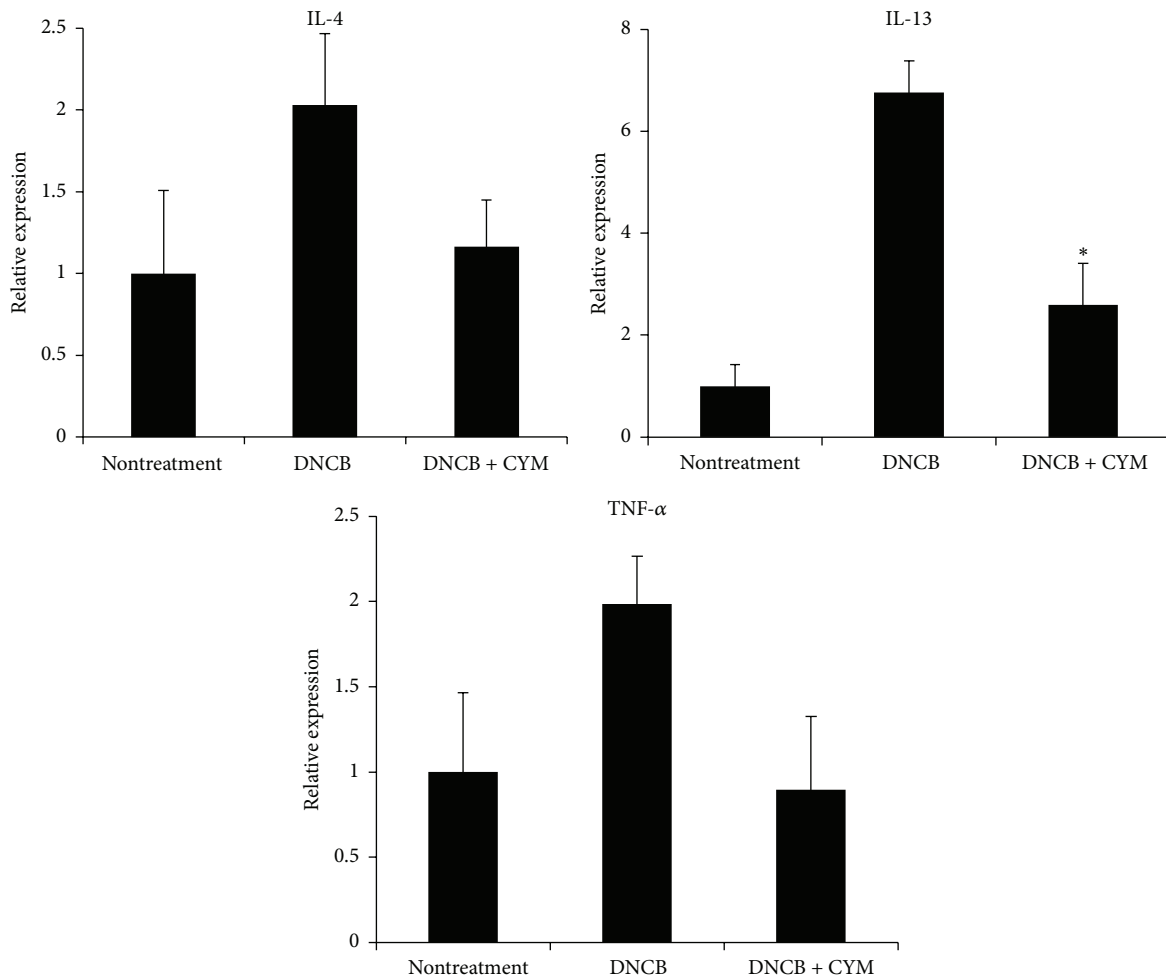 IL-4
2.5
2
1.5
1
0.5
0
Relative expression
Nontreatment DNCB DNCB + CYM
IL-13
8
6
4
2
0
Relative expression
*
Nontreatment DNCB DNCB + CYM
TNF-α
2.5
2
1.5
1
0.5
0
Relative expression
Nontreatment DNCB DNCB + CYM